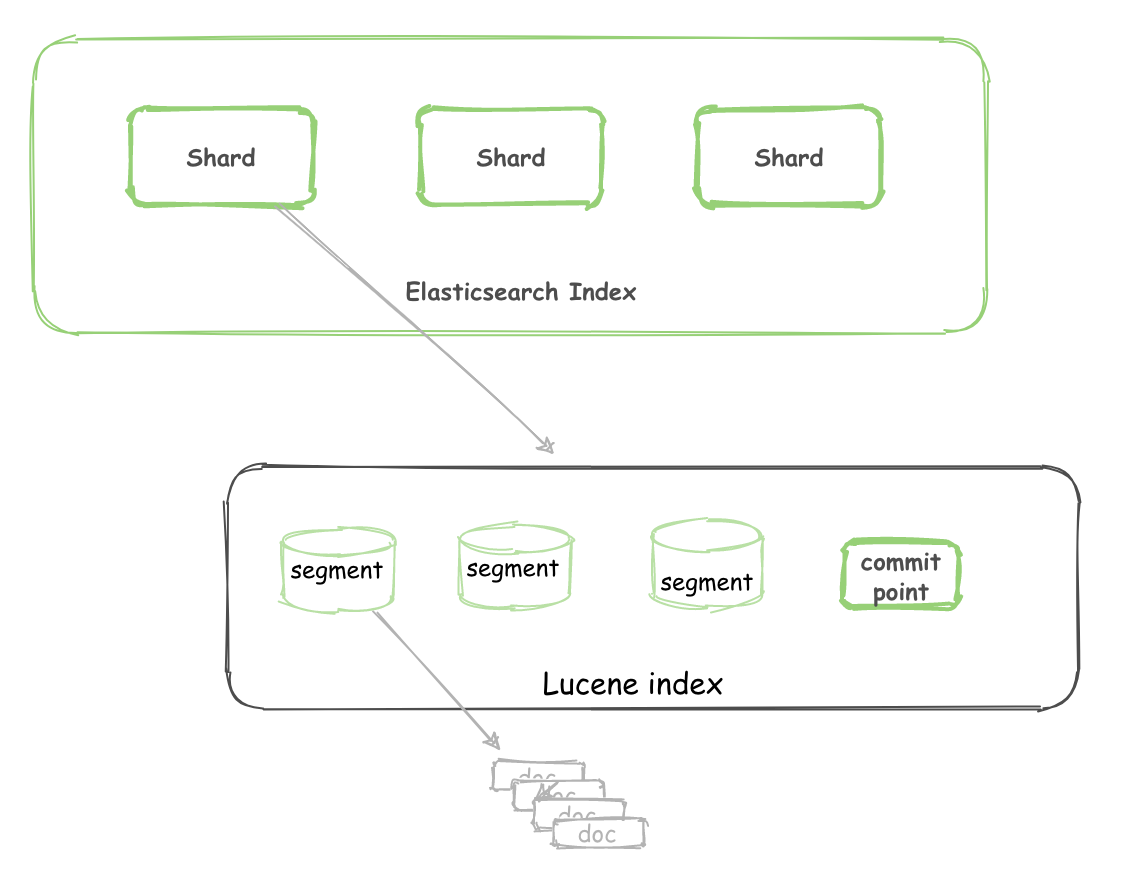 Shard
Shard
Shard
Elasticsearch Index
segment
segment
segment
commit
point
Lucene index
doc
doc
doc
doc